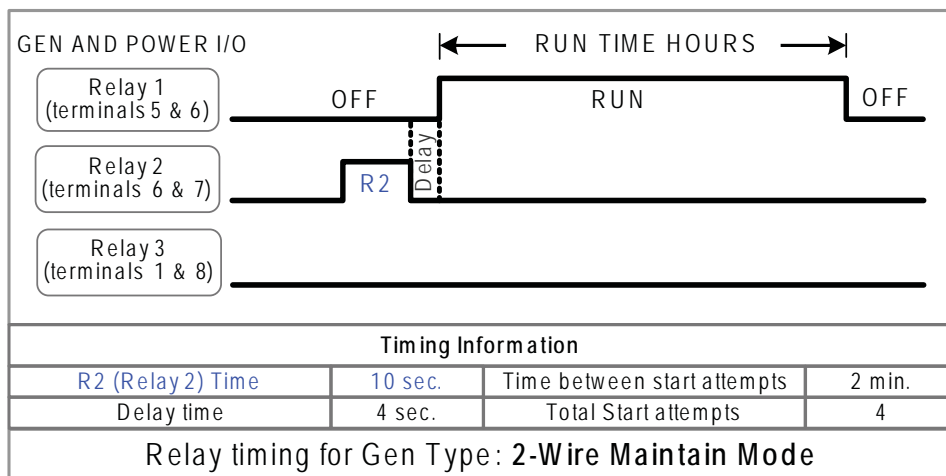 GEN AND POWER I/O
RUN TIME HOURS
Relay 1
(terminals 5 & 6)
OFF
RUN
OFF
Delay
Relay 2
(terminals 6 & 7)
R2
Relay 3
(terminals 1 & 8)
Timing Information
R2 (Relay 2) Time 10 sec. Time between start attempts 2 min.
Delay time 4 sec. Total Start attempts 4
Relay timing for Gen Type: 2-Wire Maintain Mode